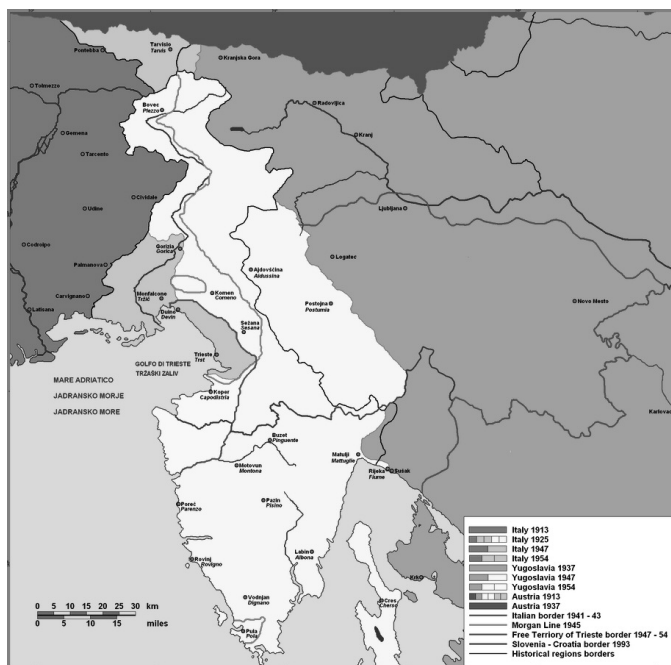 Tarvisio
Tarvis
Pontebba
Kranjska Gora
Tolmezzo
Bovec
Plezzo
Radovljica
Gemona
Kranj
Tarcento
Cividale
Udine
Ljubljana
Gorizia
Gorica
Codroipo
Logatec
Palmanova
Ajdovščina
Aidussina
Monfalcone
Tržič
Komen
Comeno
Cervignano
Postojna
Postumia
Novo Mesto
Latisana
Duino
Devin
Sežana
Sesana
Trieste
Trst
GOLFO DI TRIESTE
TRŽAŠKI ZALIV
MARE ADRIATICO
JADRANSKO MORJE
JADRANSKO MORE
Koper
Capodistria
Karlovac
Buzet
Pinguente
Matulji
Mattuglie
Motovun
Montona
Rijeka
Fiume
Sušak
Poreč
Parenzo
Pazin
Pisino
Labin
Albona
Rovinj
Rovigno
Krk
Vodnjan
Dignano
Cres
Cherso
Pula
Pola
0 5 10 15 20 25 30 km
0 5 10 15 miles
Italy 1913
Italy 1925
Italy 1947
Italy 1954
Yugoslavia 1937
Yugoslavia 1947
Yugoslavia 1954
Austria 1913
Austria 1937
Italian border 1941 - 43
Morgan Line 1945
Free Terriory of Trieste border 1947 - 54
Slovenia - Croatia border 1993
Historical regions borders